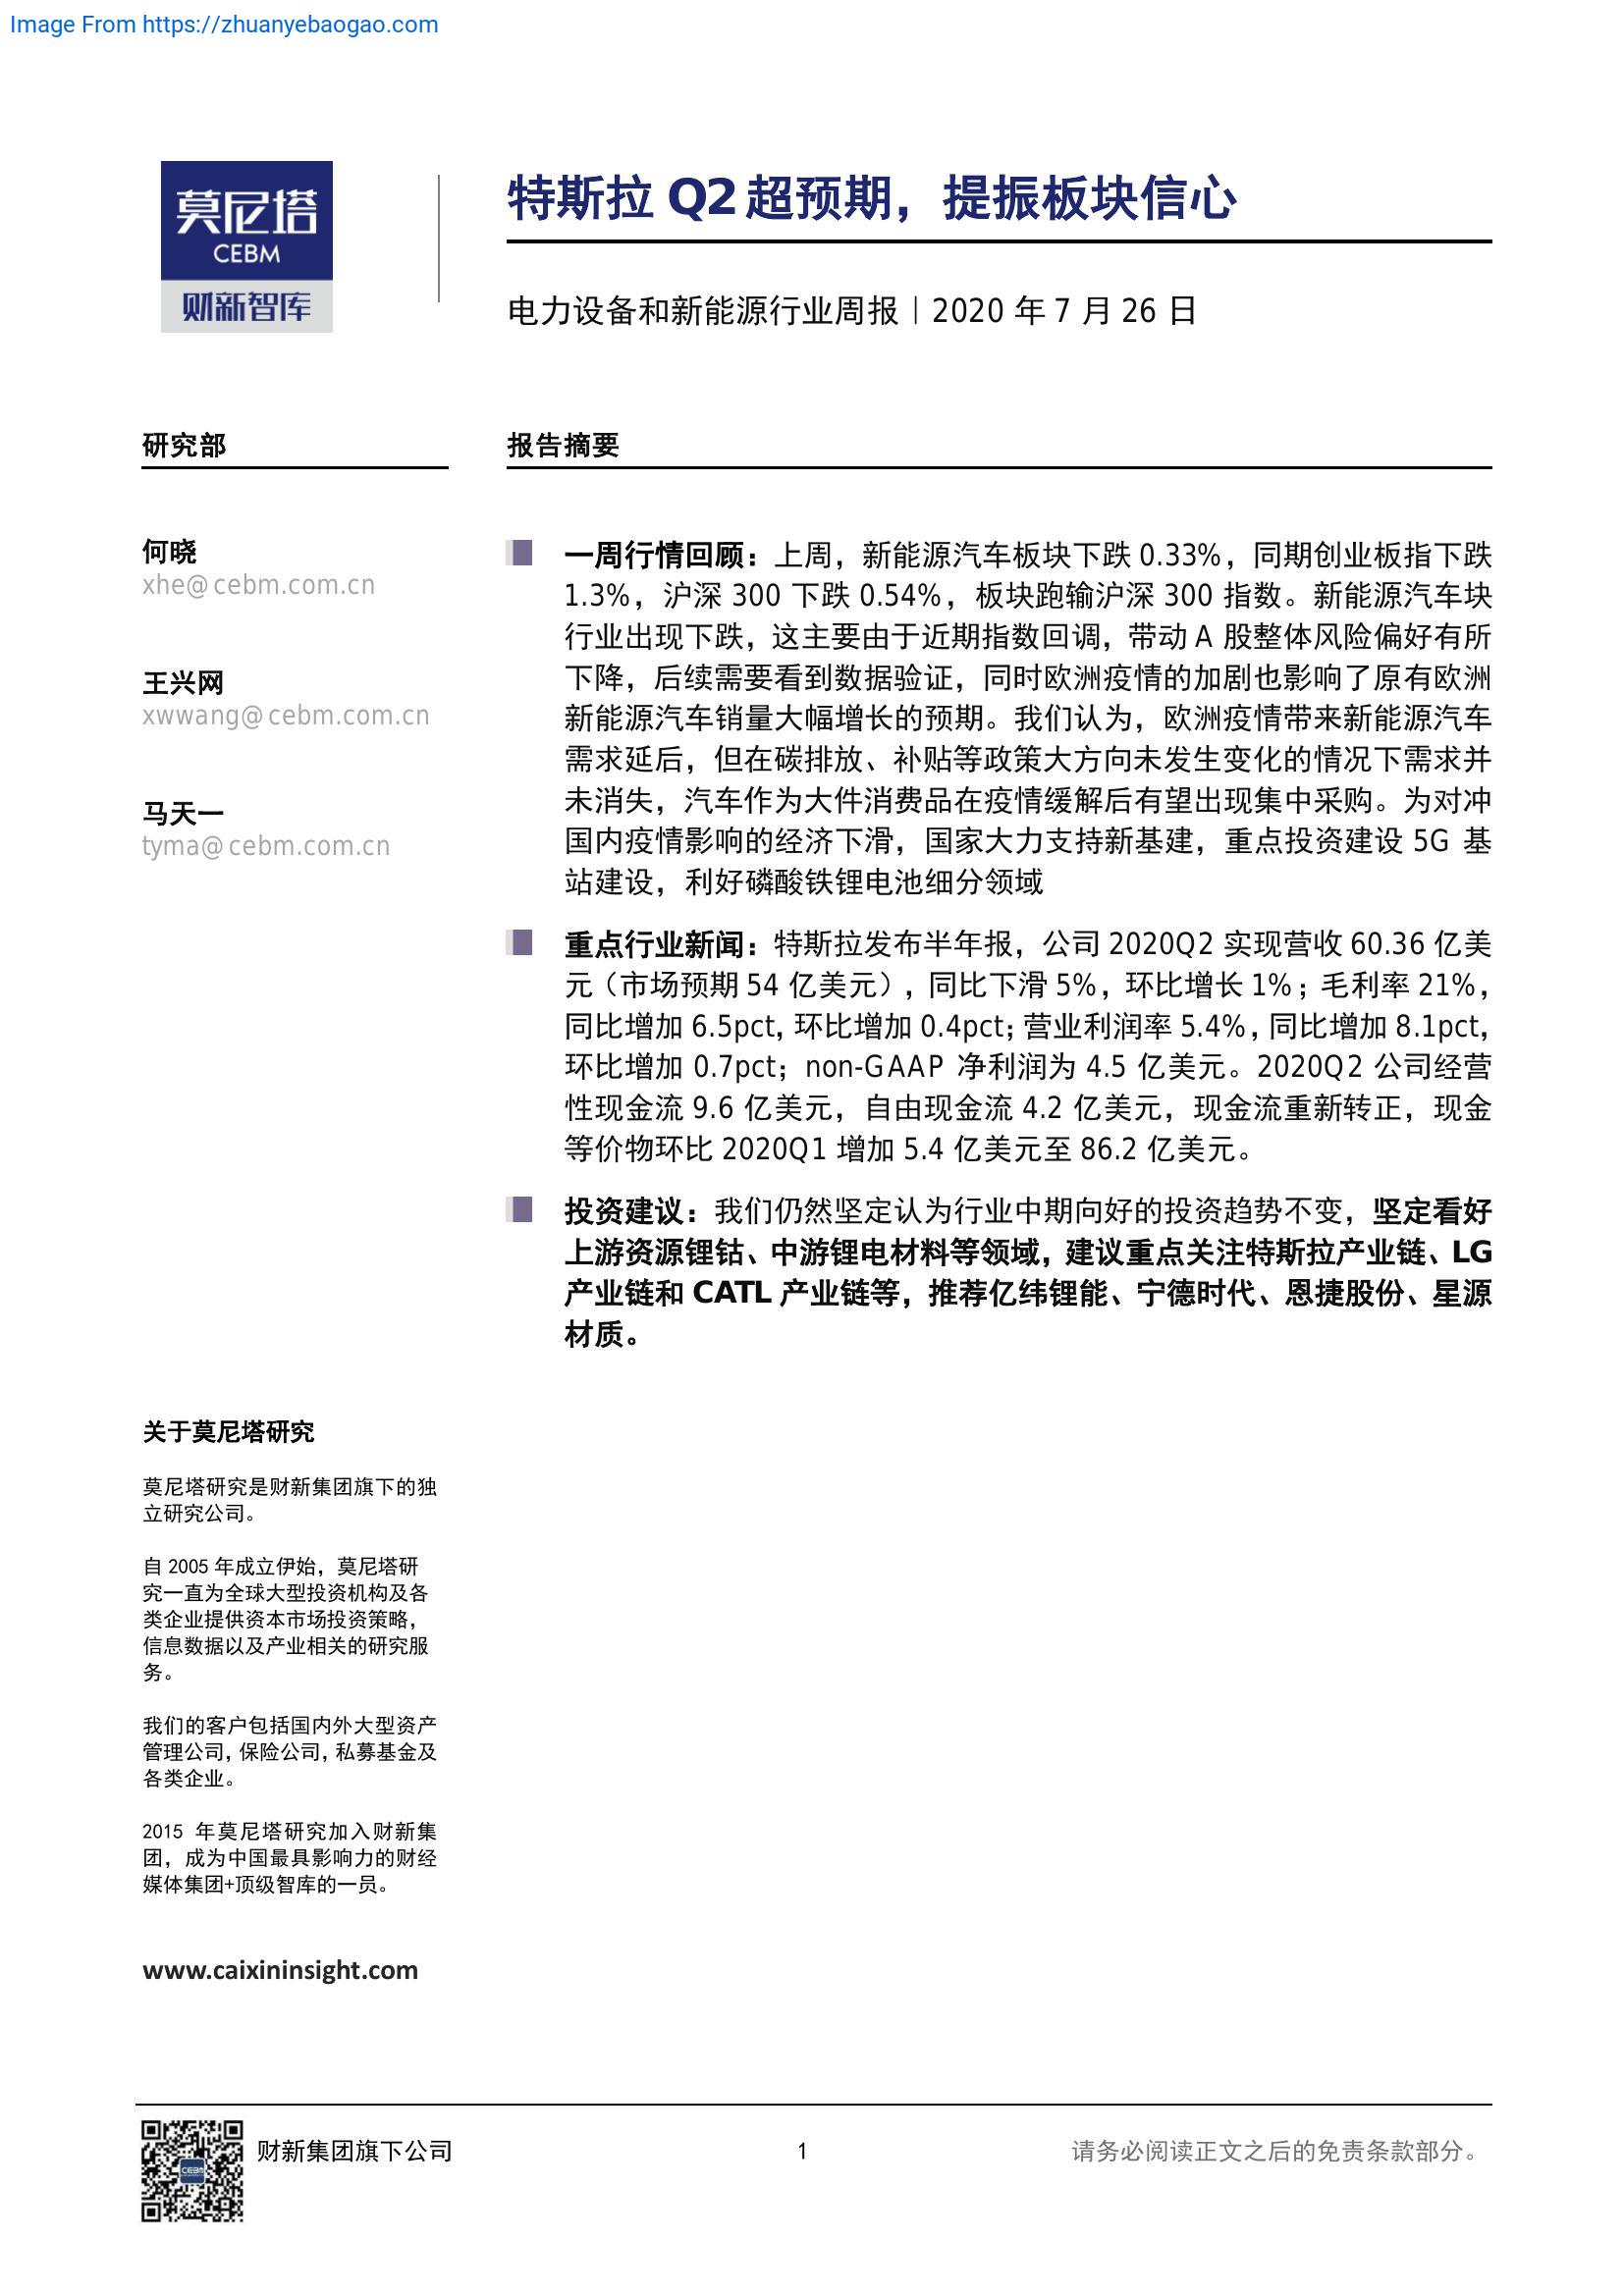 Image From https://zhuanyebaogao.com
莫尼塔
CEBM
财新智库
特斯拉 Q2 超预期，提振板块信心
电力设备和新能源行业周报｜2020 年 7 月 26 日
研究部
何晓
xhe@cebm.com.cn
王兴网
xwwang@cebm.com.cn
马天一
tyma@cebm.com.cn
报告摘要
一周行情回顾：上周，新能源汽车板块下跌 0.33%，同期创业板指下跌
1.3%，沪深 300 下跌 0.54%，板块跑输沪深 300 指数。新能源汽车块
行业出现下跌，这主要由于近期指数回调，带动 A 股整体风险偏好有所
下降，后续需要看到数据验证，同时欧洲疫情的加剧也影响了原有欧洲
新能源汽车销量大幅增长的预期。我们认为，欧洲疫情带来新能源汽车
需求延后，但在碳排放、补贴等政策大方向未发生变化的情况下需求并
未消失，汽车作为大件消费品在疫情缓解后有望出现集中采购。为对冲
国内疫情影响的经济下滑，国家大力支持新基建，重点投资建设 5G 基
站建设，利好磷酸铁锂电池细分领域
重点行业新闻：特斯拉发布半年报，公司 2020Q2 实现营收 60.36 亿美
元（市场预期 54 亿美元），同比下滑 5%，环比增长 1%；毛利率 21%，
同比增加 6.5pct，环比增加 0.4pct；营业利润率 5.4%，同比增加 8.1pct，
环比增加 0.7pct；non-GAAP 净利润为 4.5 亿美元。2020Q2 公司经营
性现金流 9.6 亿美元，自由现金流 4.2 亿美元，现金流重新转正，现金
等价物环比 2020Q1 增加 5.4 亿美元至 86.2 亿美元。
投资建议：我们仍然坚定认为行业中期向好的投资趋势不变，坚定看好
上游资源锂钴、中游锂电材料等领域，建议重点关注特斯拉产业链、LG
产业链和 CATL 产业链等，推荐亿纬锂能、宁德时代、恩捷股份、星源
材质。
关于莫尼塔研究
莫尼塔研究是财新集团旗下的独
立研究公司。
自 2005 年成立伊始，莫尼塔研
究一直为全球大型投资机构及各
类企业提供资本市场投资策略，
信息数据以及产业相关的研究服
务。
我们的客户包括国内外大型资产
管理公司，保险公司，私募基金及
各类企业。
2015 年莫尼塔研究加入财新集
团，成为中国最具影响力的财经
媒体集团+顶级智库的一员。
www.caixininsight.com
CEBM
财新集团旗下公司
1
请务必阅读正文之后的免责条款部分。